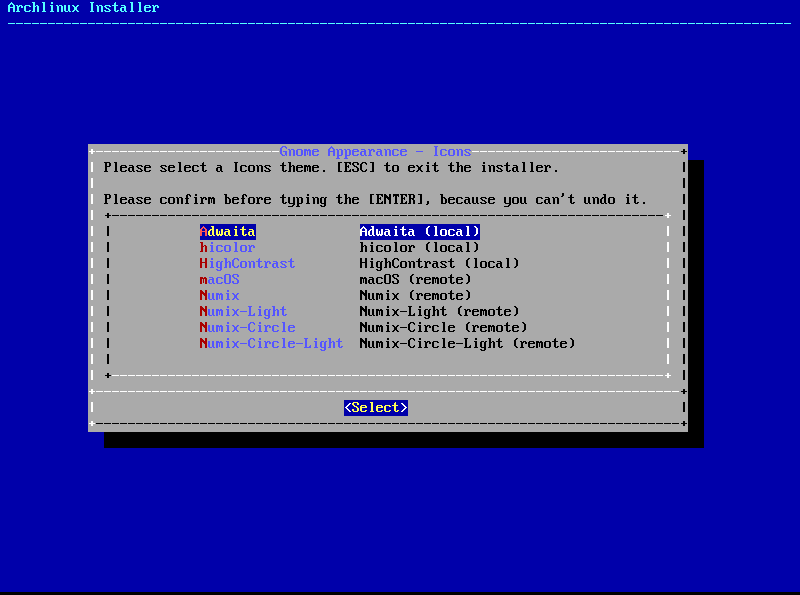 Archlinux Installer
Gnome Appearance - Icons
Please select a Icons theme. [ESC] to exit the installer.
Please confirm before typing the [ENTER], because you can't undo it.
Adwaita Adwaita (local)
hicolor hicolor (local)
HighContrast HighContrast (local)
macOS macOS (remote)
Numix Numix (remote)
Numix-Light Numix-Light (remote)
Numix-Circle Numix-Circle (remote)
Numix-Circle-Light Numix-Circle-Light (remote)
<Select>